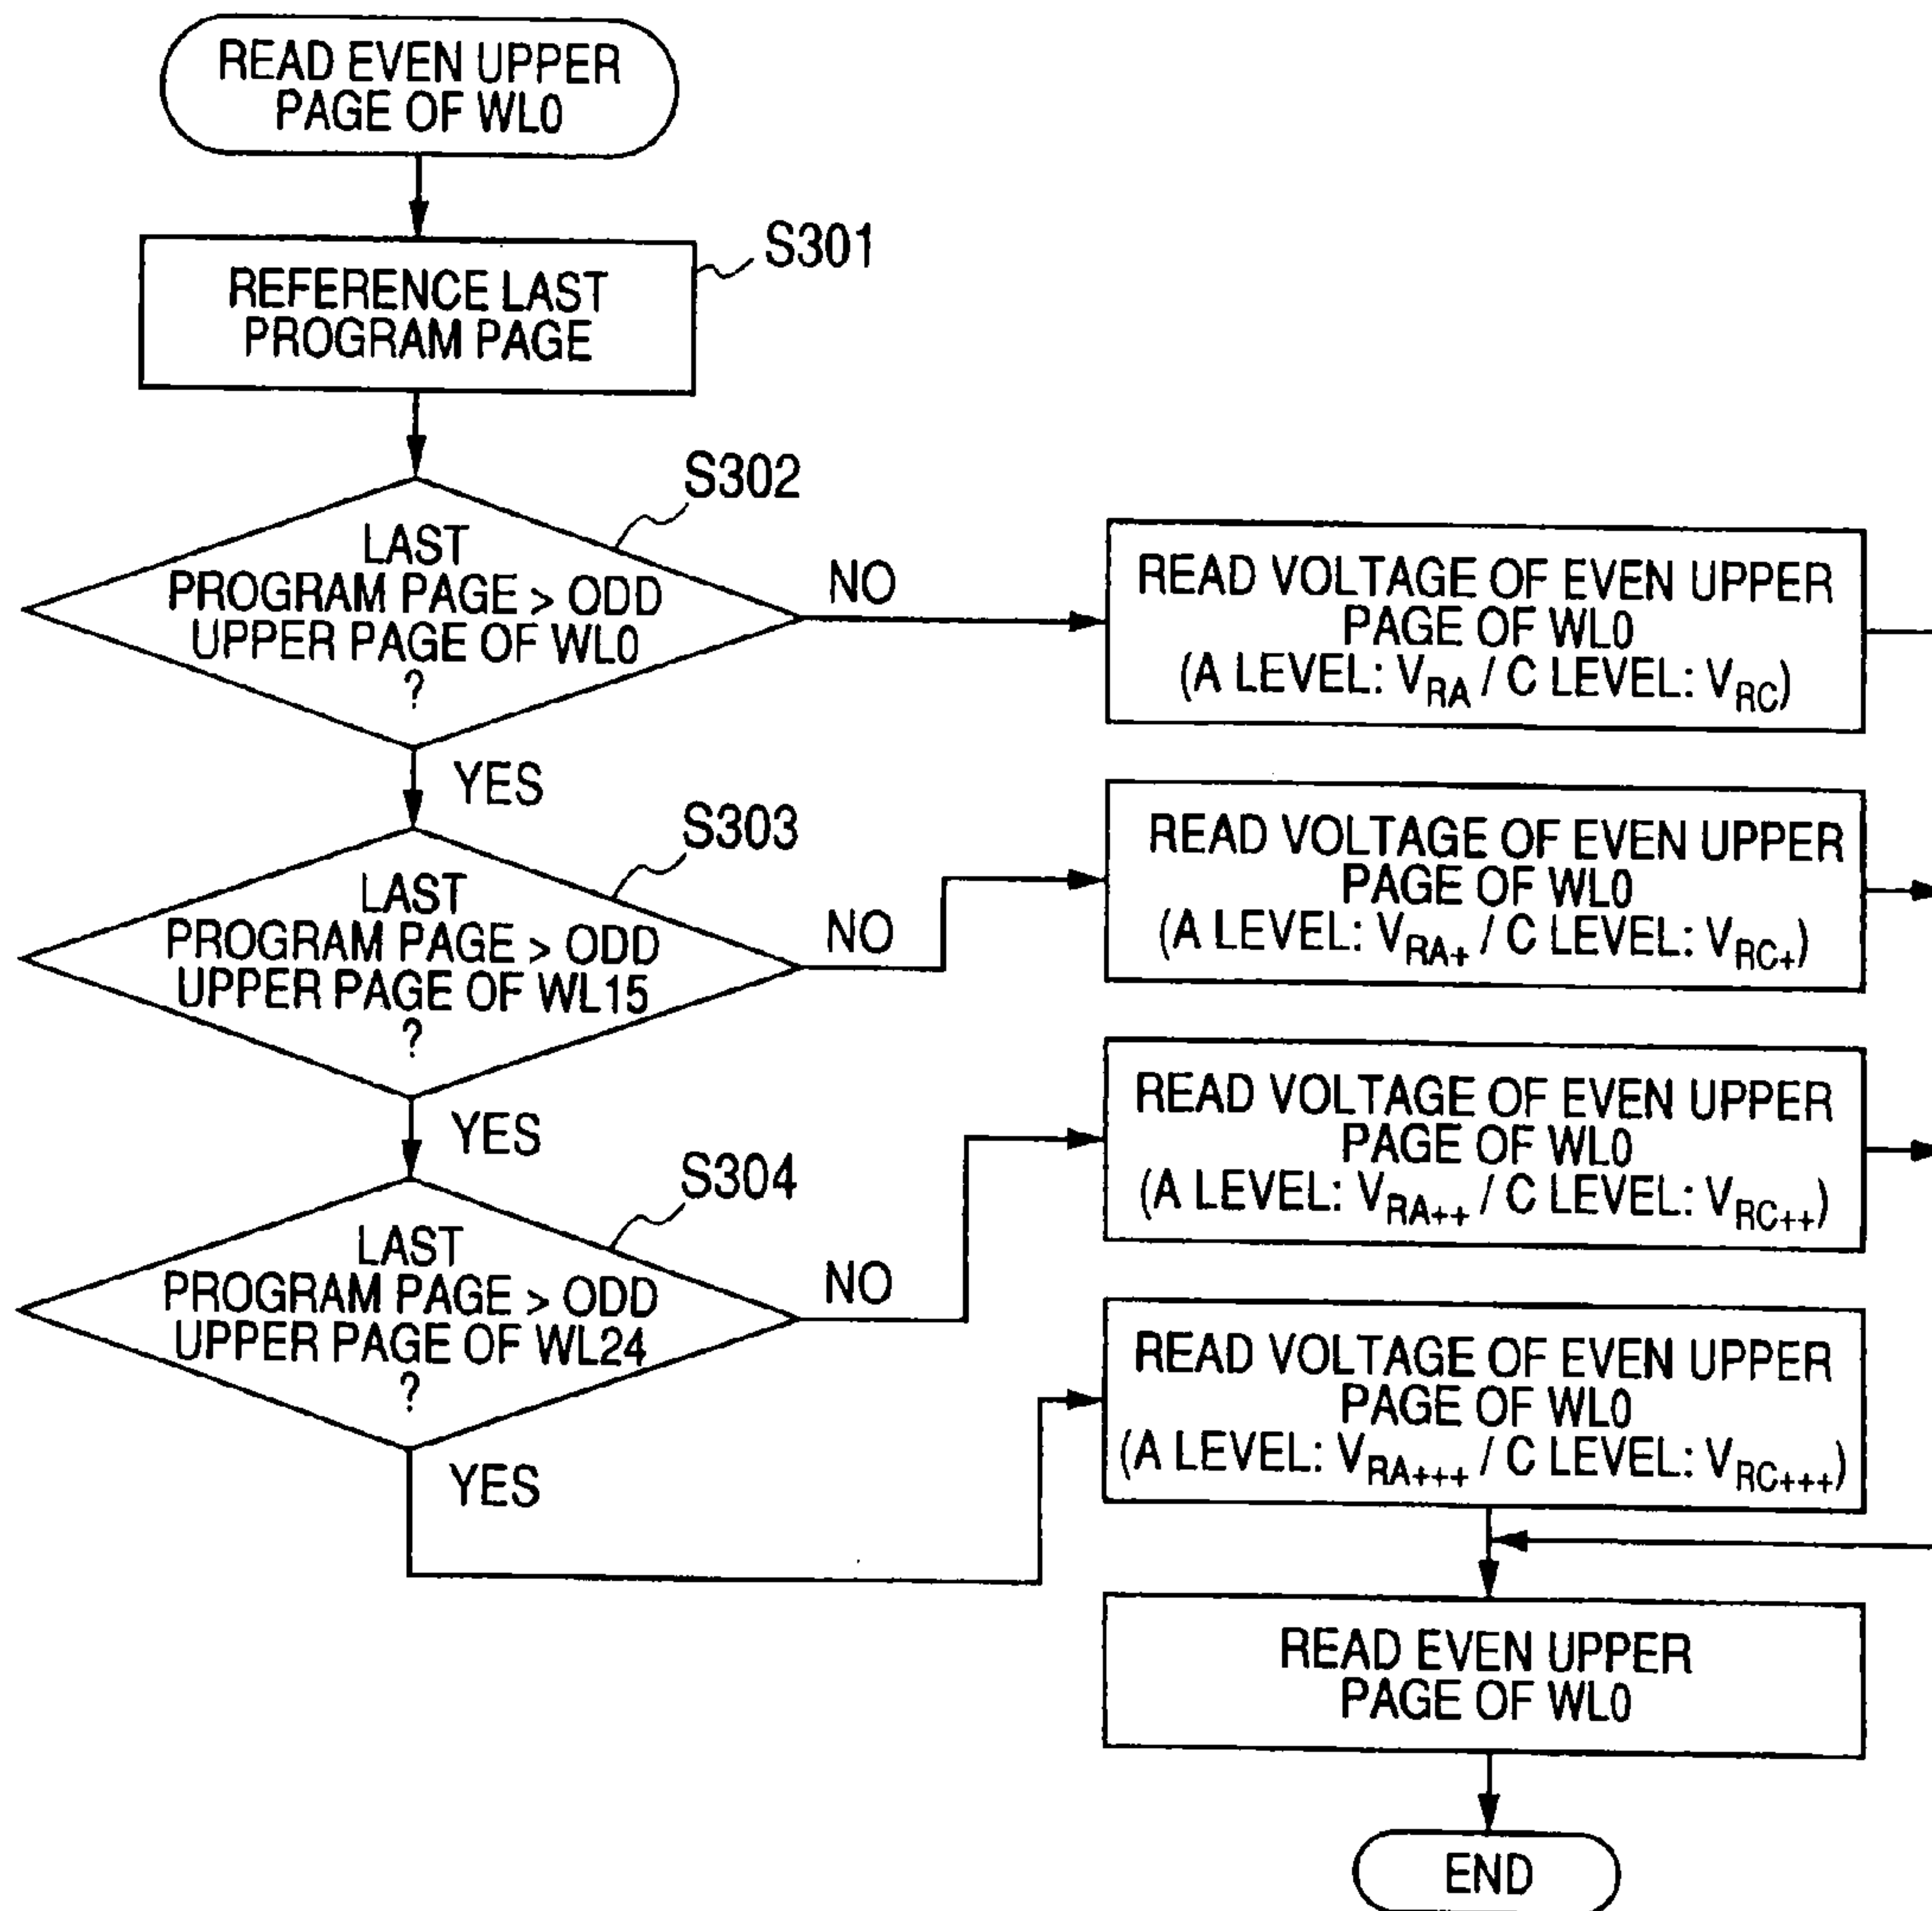 READ EVEN UPPER
PAGE OF WL0
S301
REFERENCE LAST
PROGRAM PAGE
S302
LAST
PROGRAM PAGE > ODD
UPPER PAGE OF WL0
?
NO
READ VOLTAGE OF EVEN UPPER
PAGE OF WL0
(A LEVEL: VRA / C LEVEL: VRC)
YES
S303
LAST
PROGRAM PAGE > ODD
UPPER PAGE OF WL15
?
NO
READ VOLTAGE OF EVEN UPPER
PAGE OF WL0
(A LEVEL: VRA+ / C LEVEL: VRC+)
YES
S304
LAST
PROGRAM PAGE > ODD
UPPER PAGE OF WL24
?
NO
READ VOLTAGE OF EVEN UPPER
PAGE OF WL0
(A LEVEL: VRA++ / C LEVEL: VRC++)
YES
READ VOLTAGE OF EVEN UPPER
PAGE OF WL0
(A LEVEL: VRA+++ / C LEVEL: VRC+++)
READ EVEN UPPER
PAGE OF WL0
END